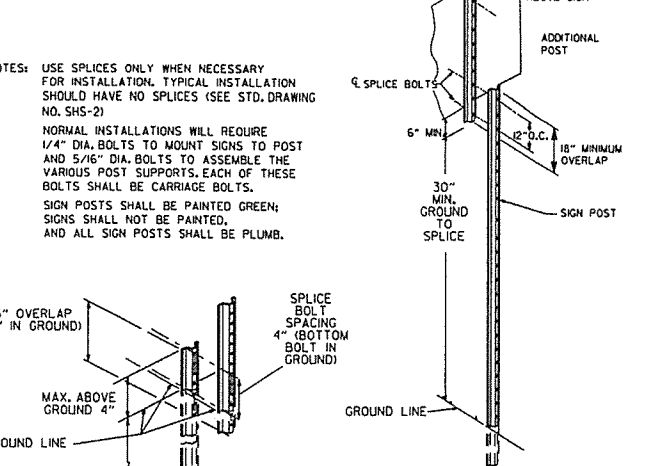 USE SPLICES ONLY WHEN NECESSARY
FOR INSTALLATION. TYPICAL INSTALLATION
SHOULD HAVE NO SPLICES (SEE STD. DRAWING
NO. SHS-2)
NORMAL INSTALLATIONS WILL REQUIRE
1/4" DIA. BOLTS TO MOUNT SIGNS TO POST
AND 5/16" DIA. BOLTS TO ASSEMBLE THE
VARIOUS POST SUPPORTS. EACH OF THESE
BOLTS SHALL BE CARRIAGE BOLTS.
SIGN POSTS SHALL BE PAINTED GREEN;
SIGNS SHALL NOT BE PAINTED,
AND ALL SIGN POSTS SHALL BE PLUMB.
ADDITIONAL
POST
℄ SPLICE BOLTS
6" MIN.
12" O.C.
18" MINIMUM
OVERLAP
30"
MIN.
GROUND
TO
SPLICE
SIGN POST
GROUND LINE
" OVERLAP
" IN GROUND)
SPLICE
BOLT
SPACING
4" (BOTTOM
BOLT IN
GROUND)
MAX. ABOVE
GROUND 4"
OUND LINE